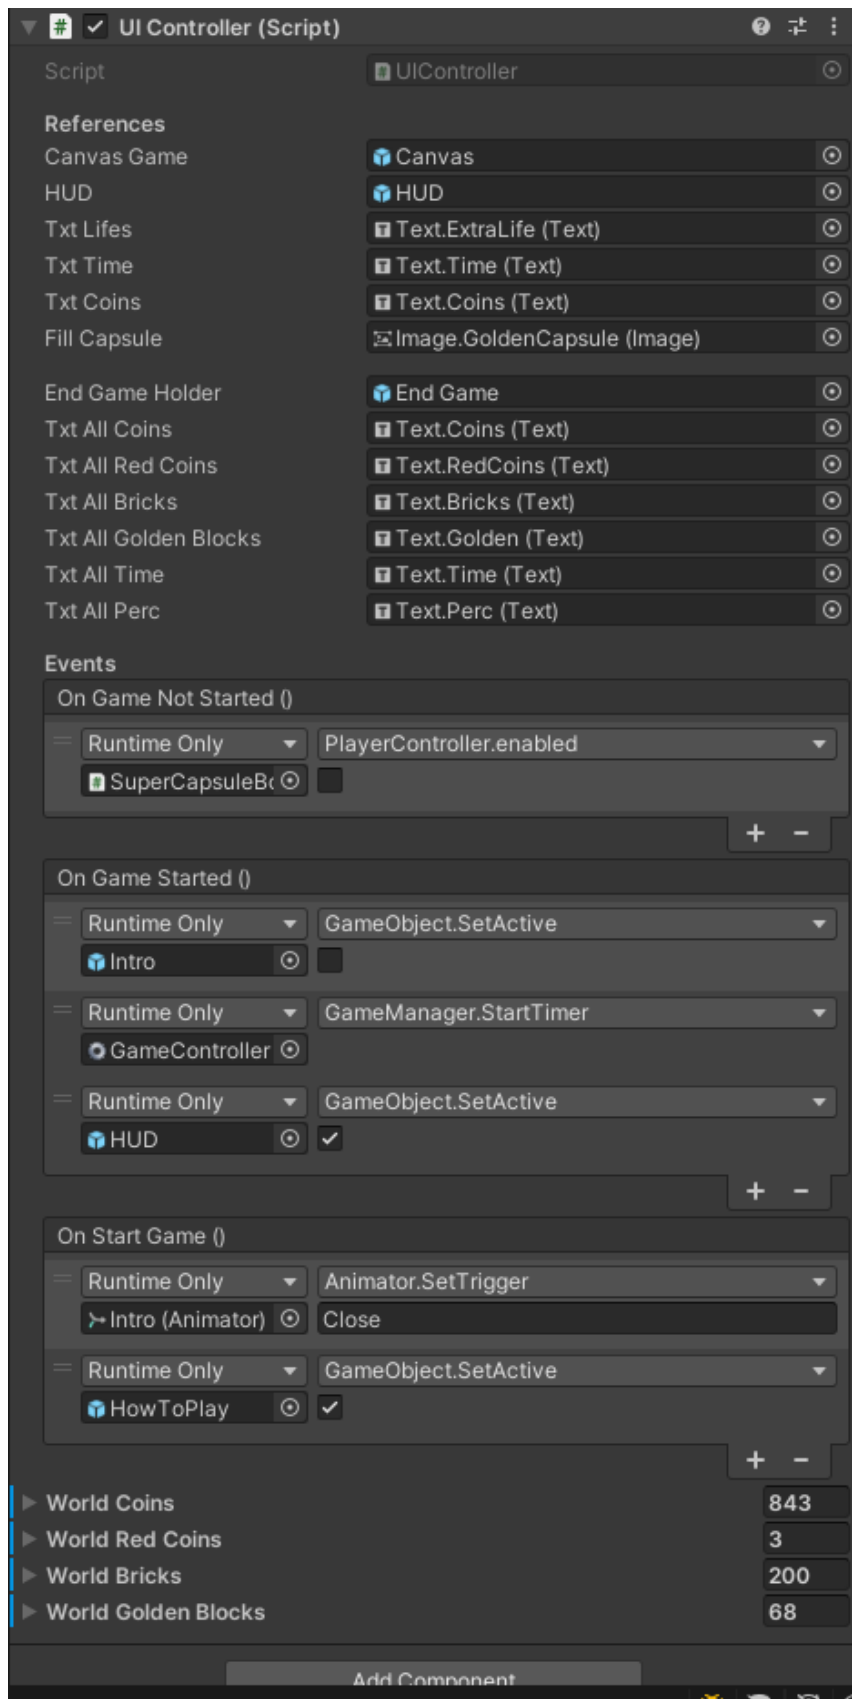 UI Controller (Script)
Script UIController
References
Canvas Game Canvas
HUD HUD
Txt Lifes Text.ExtraLife (Text)
Txt Time Text.Time (Text)
Txt Coins Text.Coins (Text)
Fill Capsule Image.GoldenCapsule (Image)
End Game Holder End Game
Txt All Coins Text.Coins (Text)
Txt All Red Coins Text.RedCoins (Text)
Txt All Bricks Text.Bricks (Text)
Txt All Golden Blocks Text.Golden (Text)
Txt All Time Text.Time (Text)
Txt All Perc Text.Perc (Text)
Events
On Game Not Started ()
Runtime Only PlayerController.enabled
SuperCapsuleBo
+ −
On Game Started ()
Runtime Only GameObject.SetActive
Intro
Runtime Only GameManager.StartTimer
GameController
Runtime Only GameObject.SetActive
HUD
+ −
On Start Game ()
Runtime Only Animator.SetTrigger
Intro (Animator) Close
Runtime Only GameObject.SetActive
HowToPlay
+ −
World Coins 843
World Red Coins 3
World Bricks 200
World Golden Blocks 68
Add Component